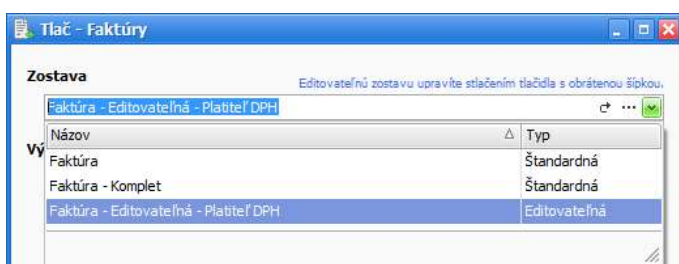 Tlač - Faktúry
Zostava
Editovateľnú zostavu upravíte stlačením tlačidla s obrátenou šípkou.
Faktúra - Editovateľná - Platiteľ DPH
Názov Typ
Vý
Faktúra Štandardná
Faktúra - Komplet Štandardná
Faktúra - Editovateľná - Platiteľ DPH Editovateľná